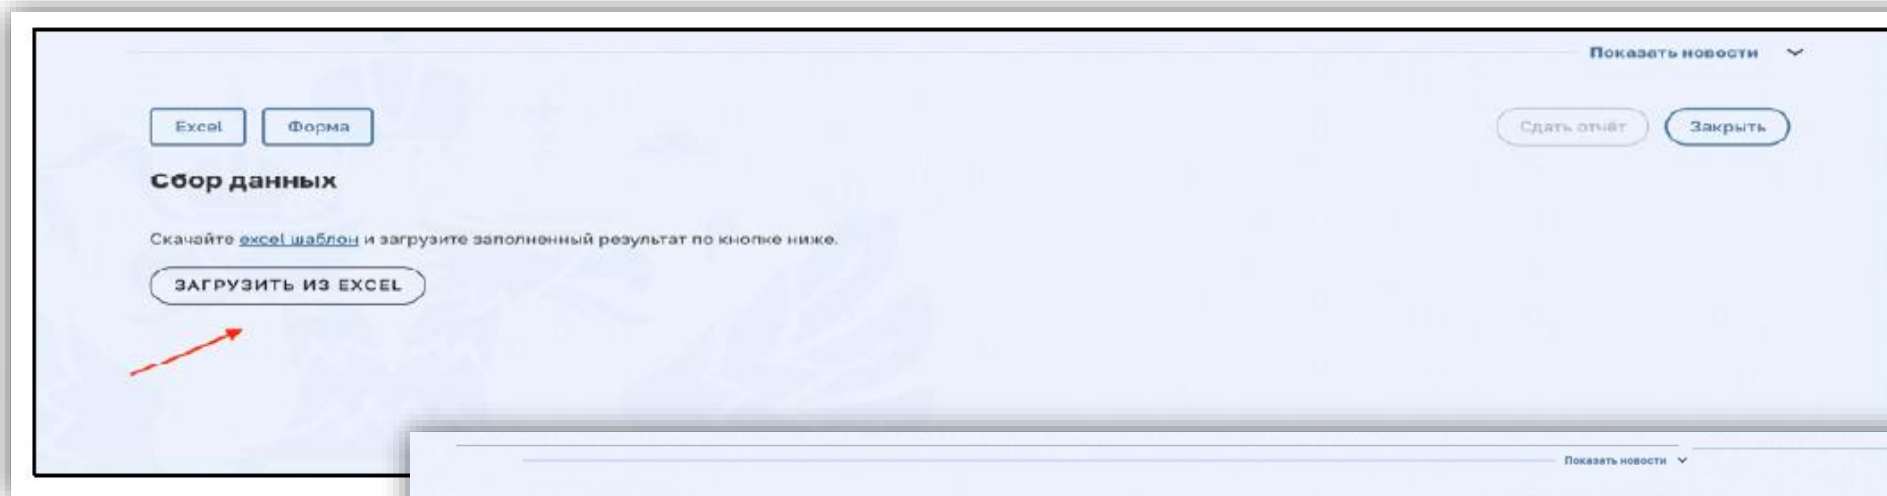 Показать новости
Excel Форма Сдать отчёт Закрыть
Сбор данных
Скачайте excel шаблон и загрузите заполненный результат по кнопке ниже.
ЗАГРУЗИТЬ ИЗ EXCEL
Показать новости